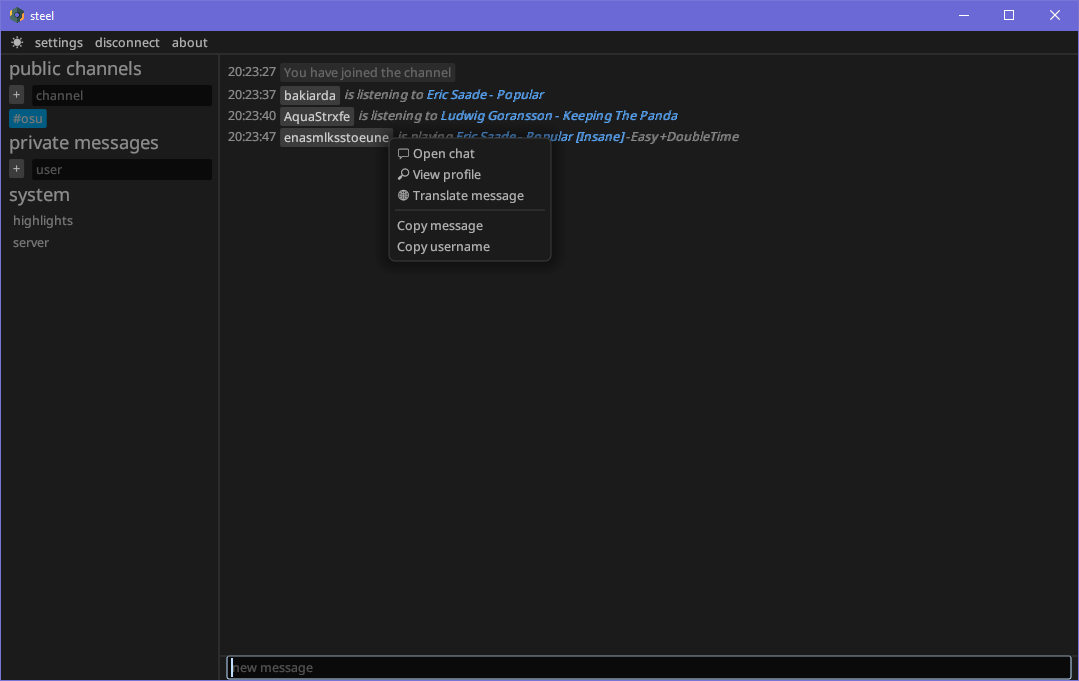 steel
settings disconnect about
public channels
+ channel
#osu
private messages
+ user
system
highlights
server
20:23:27 You have joined the channel
20:23:37 bakiarda is listening to Eric Saade - Popular
20:23:40 AquaStrxfe is listening to Ludwig Goransson - Keeping The Panda
20:23:47 enasmlksstoeune is playing Eric Saade - Popular [Insane] -Easy +DoubleTime
Open chat
View profile
Translate message
Copy message
Copy username
new message